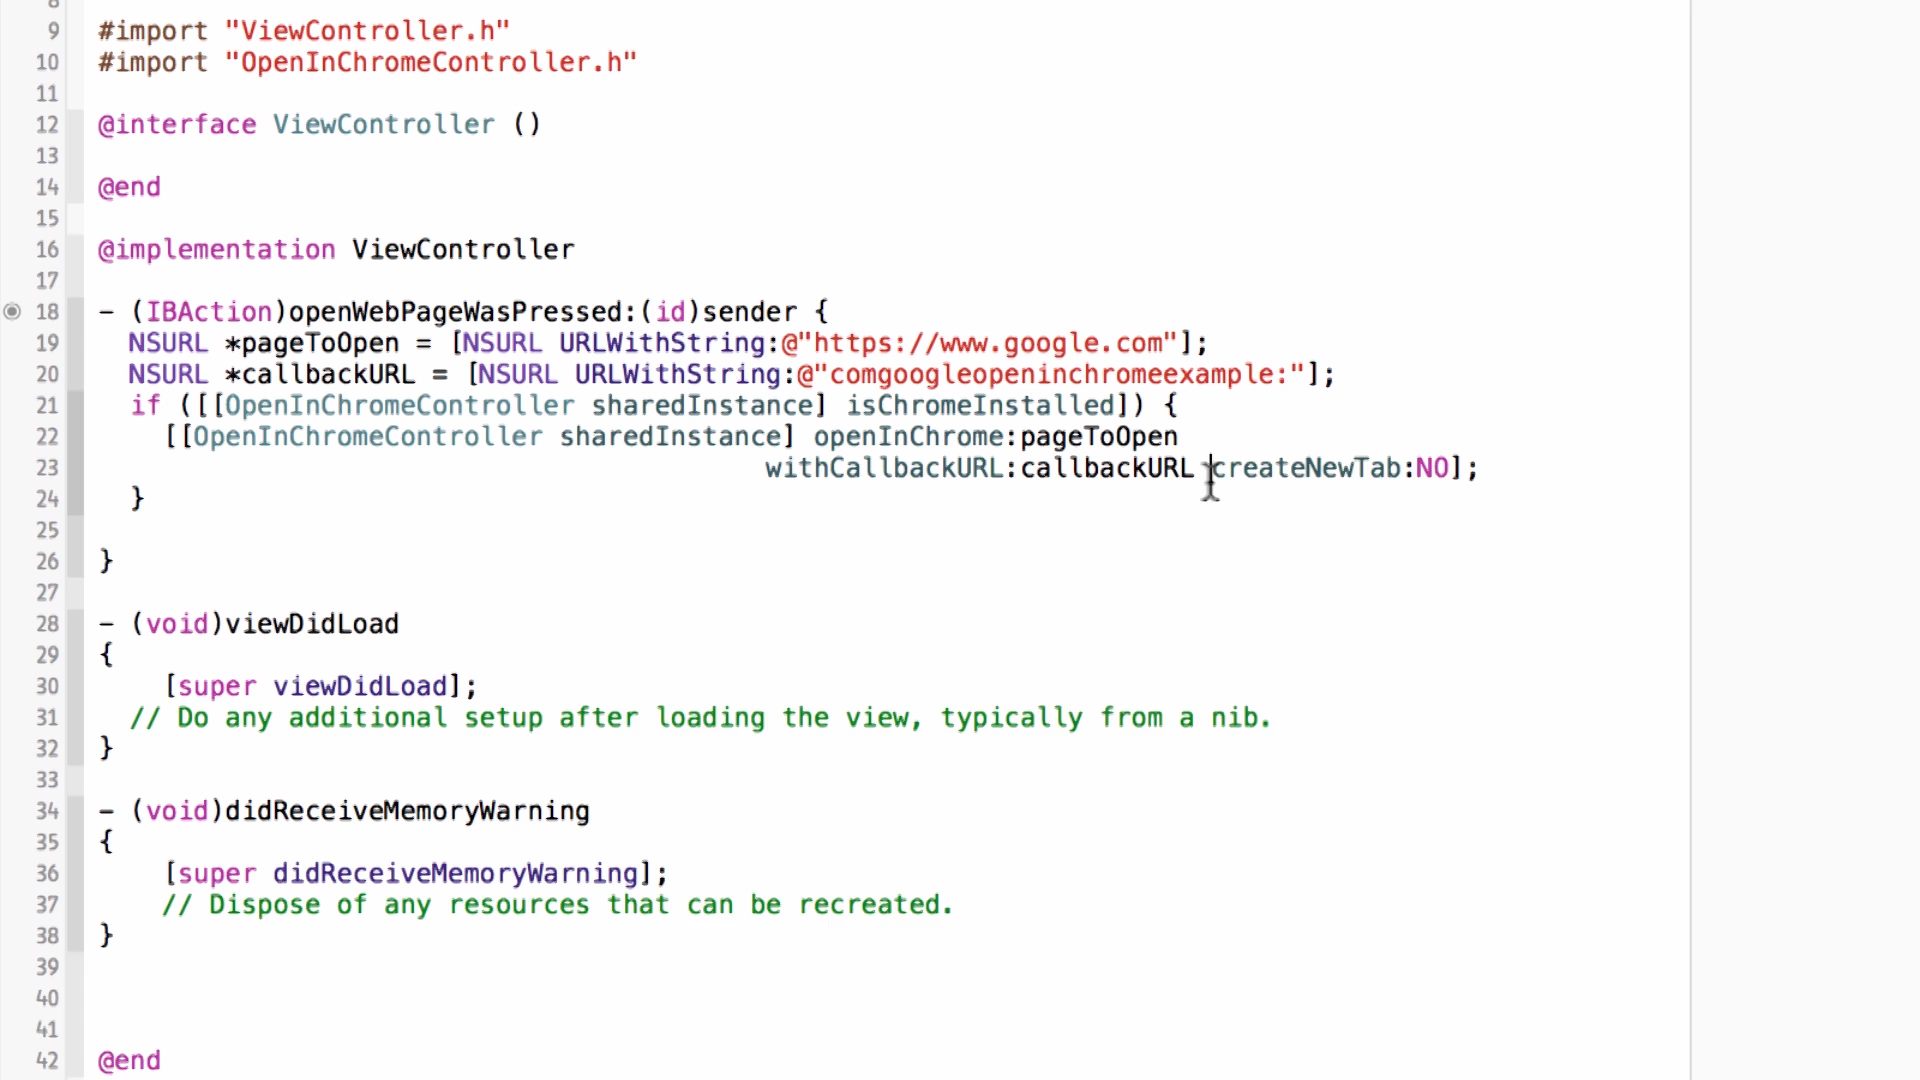 8
9 #import "ViewController.h"
10 #import "OpenInChromeController.h"
11
12 @interface ViewController ()
13
14 @end
15
16 @implementation ViewController
17
18 - (IBAction)openWebPageWasPressed:(id)sender {
19 NSURL *pageToOpen = [NSURL URLWithString:@"https://www.google.com"];
20 NSURL *callbackURL = [NSURL URLWithString:@"comgoogleopeninchromeexample:"];
21 if ([[OpenInChromeController sharedInstance] isChromeInstalled]) {
22 [[OpenInChromeController sharedInstance] openInChrome:pageToOpen
23 withCallbackURL:callbackURL createNewTab:NO];
24 }
25
26 }
27
28 - (void)viewDidLoad
29 {
30 [super viewDidLoad];
31 // Do any additional setup after loading the view, typically from a nib.
32 }
33
34 - (void)didReceiveMemoryWarning
35 {
36 [super didReceiveMemoryWarning];
37 // Dispose of any resources that can be recreated.
38 }
39
40
41
42 @end